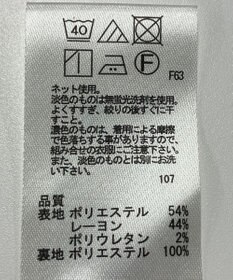 40
F
F63
ネット使用。
淡色のものは無蛍光洗剤を使用。
よくすすぎ、絞りの後すぐに干
すこと。
濃色のものは、着用による摩擦
で色落ちする事がありますので、
組み合せの衣服にご注意下さい。
また、淡色のものとは別にお洗
い下さい。
107
品質
表地 ポリエステル 54%
レーヨン 44%
ポリウレタン 2%
裏地 ポリエステル 100%